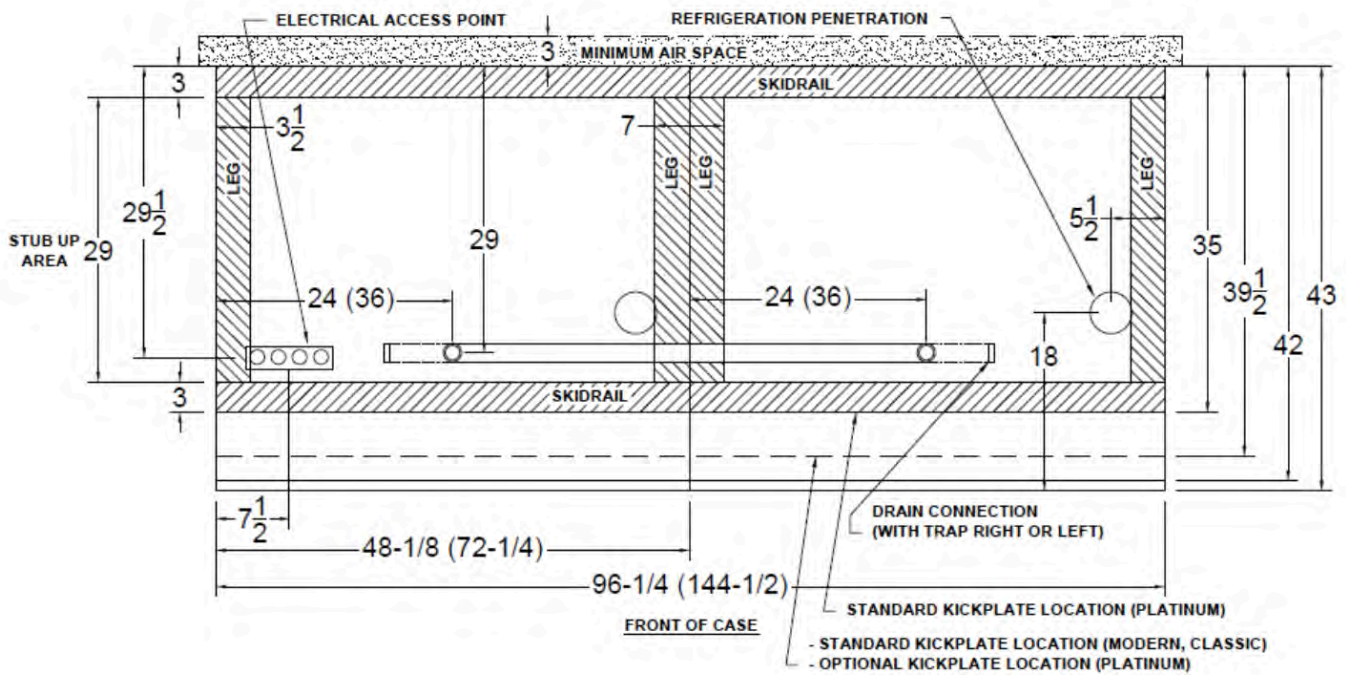 ELECTRICAL ACCESS POINT
REFRIGERATION PENETRATION
3
MINIMUM AIR SPACE
3
SKIDRAIL
3 1/2
7
LEG
LEG
LEG
LEG
29 1/2
5 1/2
STUB UP
AREA
29
29
35
39 1/2
43
24 (36)
24 (36)
42
18
3
SKIDRAIL
7 1/2
DRAIN CONNECTION
(WITH TRAP RIGHT OR LEFT)
48-1/8 (72-1/4)
96-1/4 (144-1/2)
STANDARD KICKPLATE LOCATION (PLATINUM)
FRONT OF CASE
- STANDARD KICKPLATE LOCATION (MODERN, CLASSIC)
- OPTIONAL KICKPLATE LOCATION (PLATINUM)